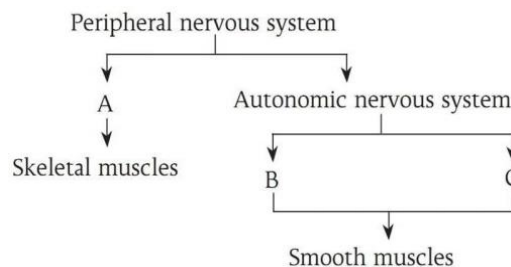 Peripheral nervous system
A
Autonomic nervous system
Skeletal muscles
B
Smooth muscles